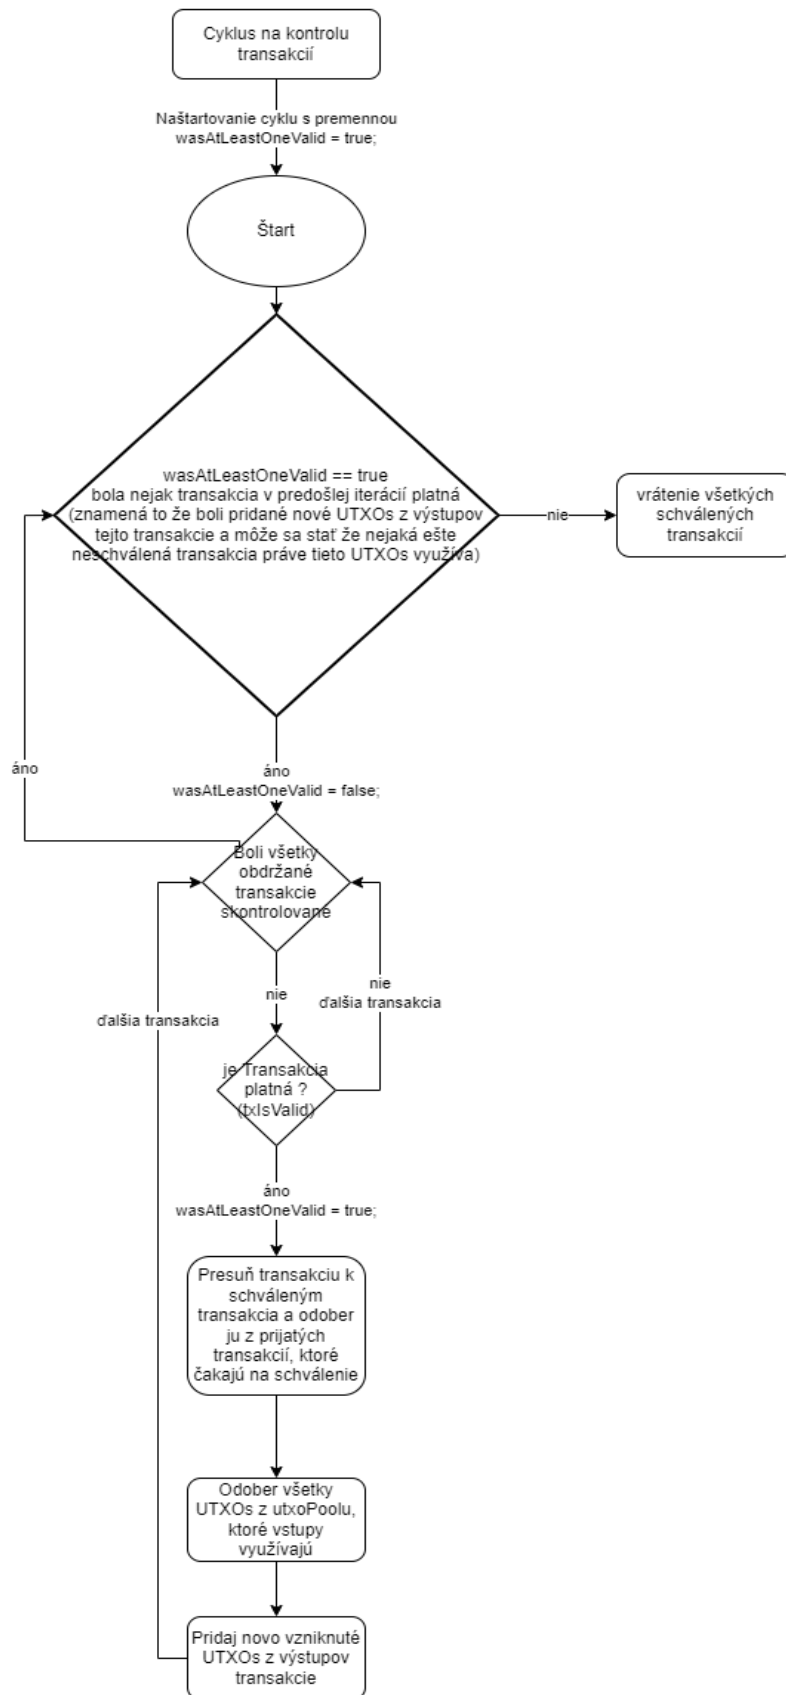 Cyklus na kontrolu
transakcií
Naštartovanie cyklu s premennou
wasAtLeastOneValid = true;
Štart
wasAtLeastOneValid == true
bola nejak transakcia v predošlej iterácií platná
(znamená to že boli pridané nové UTXOs z výstupov
tejto transakcie a môže sa stať že nejaká ešte
neschválená transakcia práve tieto UTXOs využíva)
nie
vrátenie všetkých
schválených
transakcií
áno
áno
wasAtLeastOneValid = false;
Boli všetky
obdržané
transakcie
skontrolovane
nie
nie
ďalšia transakcia
ďalšia transakcia
je Transakcia
platná ?
(txIsValid)
áno
wasAtLeastOneValid = true;
Presuň transakciu k
schváleným
transakcia a odober
ju z prijatých
transakcií, ktoré
čakajú na schválenie
Odober všetky
UTXOs z utxoPoolu,
ktoré vstupy
využívajú
Pridaj novo vzniknuté
UTXOs z výstupov
transakcie